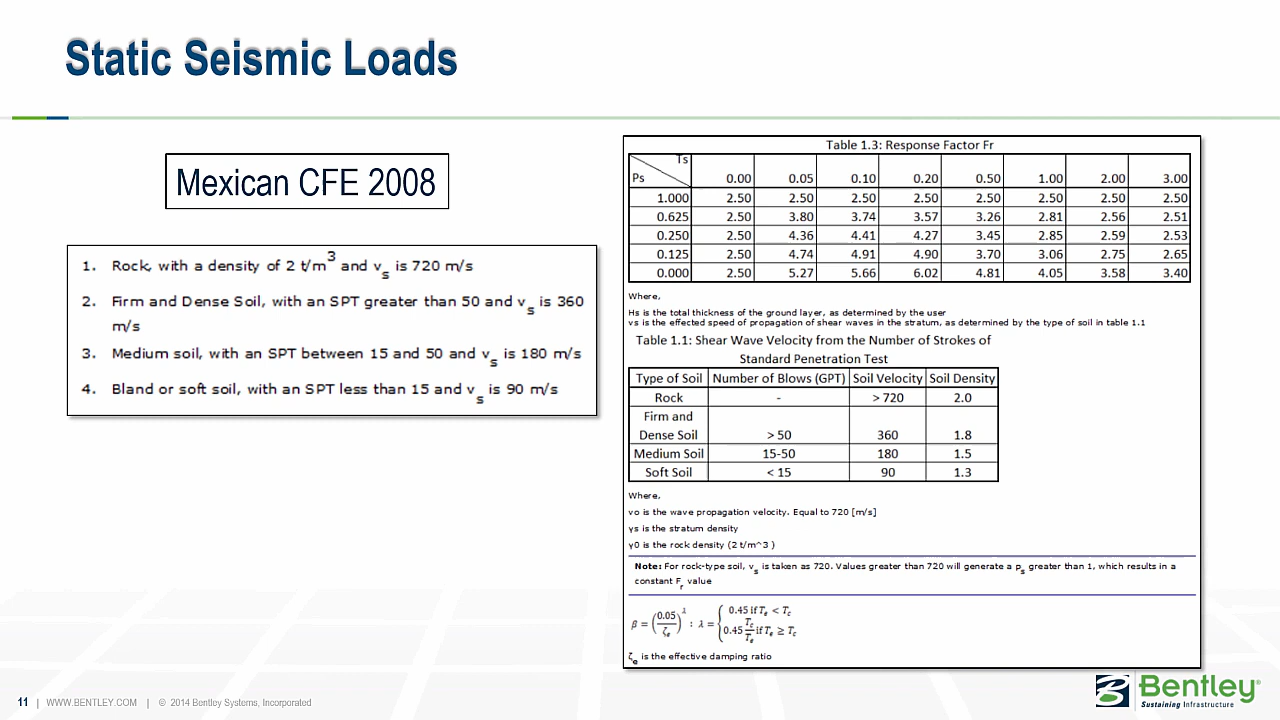 Static Seismic Loads
Mexican CFE 2008
1. Rock, with a density of 2 t/m3 and vs is 720 m/s
2. Firm and Dense Soil, with an SPT greater than 50 and vs is 360
m/s
3. Medium soil, with an SPT between 15 and 50 and vs is 180 m/s
4. Bland or soft soil, with an SPT less than 15 and vs is 90 m/s
Table 1.3: Response Factor Fr
Ts
Ps 0.00 0.05 0.10 0.20 0.50 1.00 2.00 3.00
1.000 2.50 2.50 2.50 2.50 2.50 2.50 2.50 2.50
0.625 2.50 3.80 3.74 3.57 3.26 2.81 2.56 2.51
0.250 2.50 4.36 4.41 4.27 3.45 2.85 2.59 2.53
0.125 2.50 4.74 4.91 4.90 3.70 3.06 2.75 2.65
0.000 2.50 5.27 5.66 6.02 4.81 4.05 3.58 3.40
Where,
Hs is the total thickness of the ground layer, as determined by the user
vs is the effected speed of propagation of shear waves in the stratum, as determined by the type of soil in table 1.1
Table 1.1: Shear Wave Velocity from the Number of Strokes of
Standard Penetration Test
Type of Soil Number of Blows (GPT) Soil Velocity Soil Density
Rock - > 720 2.0
Firm and
Dense Soil > 50 360 1.8
Medium Soil 15-50 180 1.5
Soft Soil < 15 90 1.3
Where,
vo is the wave propagation velocity. Equal to 720 [m/s]
γs is the stratum density
γ0 is the rock density (2 t/m^3 )
Note: For rock-type soil, vs is taken as 720. Values greater than 720 will generate a ps greater than 1, which results in a
constant Fr value
β = (0.05/ζe)^λ : λ = { 0.45 if Te < Tc
0.45 Tc/Te if Te ≥ Tc
ζe is the effective damping ratio
11 | WWW.BENTLEY.COM | © 2014 Bentley Systems, Incorporated
Bentley®
Sustaining Infrastructure